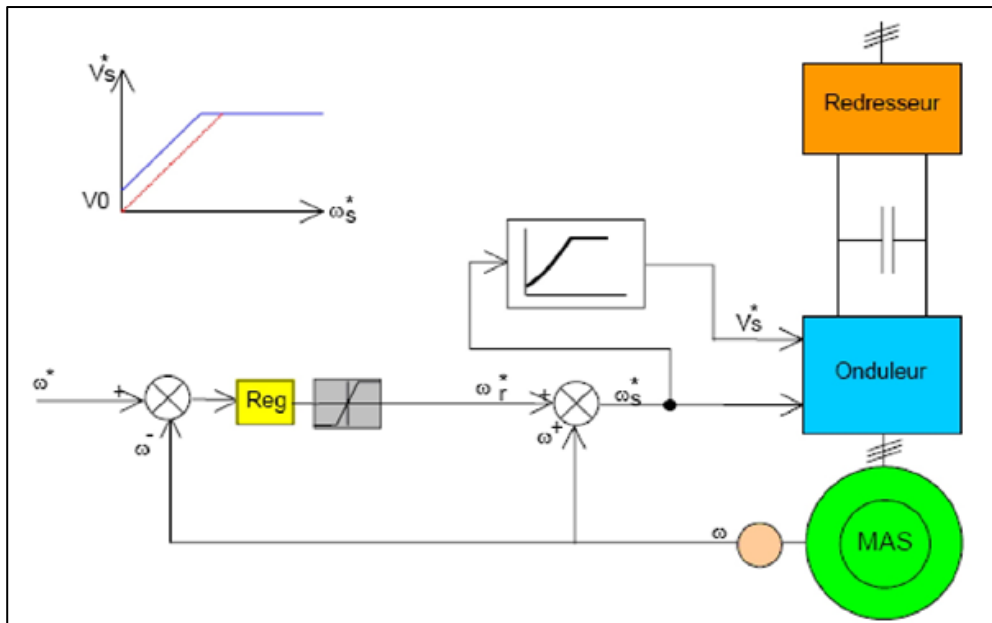 Vs*
V0
ωs*
Redresseur
Vs*
Onduleur
ω*
+
Reg
ωr*
+
ωs*
ω-
ω+
ω
MAS